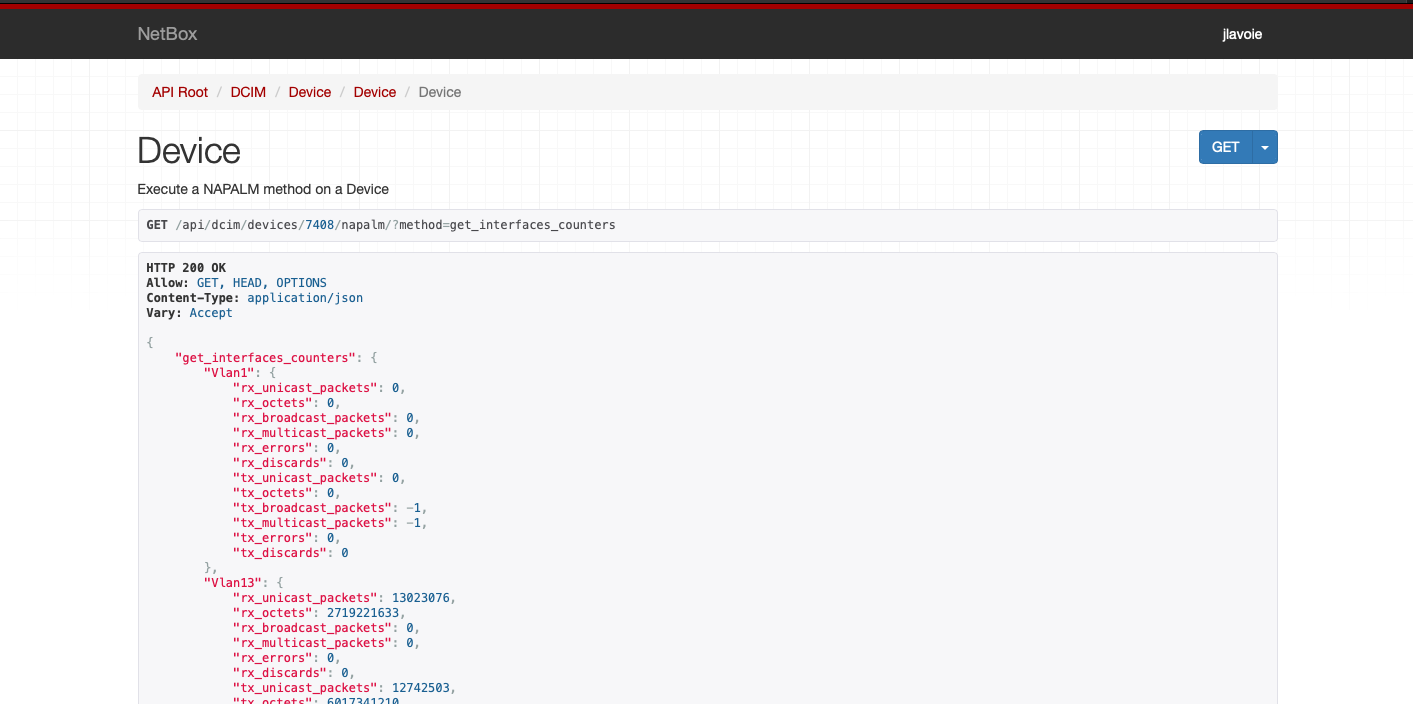 NetBox
jlavoie
API Root / DCIM / Device / Device / Device
Device
GET
Execute a NAPALM method on a Device
GET /api/dcim/devices/7408/napalm/?method=get_interfaces_counters
HTTP 200 OK
Allow: GET, HEAD, OPTIONS
Content-Type: application/json
Vary: Accept
{
    "get_interfaces_counters": {
        "Vlan1": {
            "rx_unicast_packets": 0,
            "rx_octets": 0,
            "rx_broadcast_packets": 0,
            "rx_multicast_packets": 0,
            "rx_errors": 0,
            "rx_discards": 0,
            "tx_unicast_packets": 0,
            "tx_octets": 0,
            "tx_broadcast_packets": -1,
            "tx_multicast_packets": -1,
            "tx_errors": 0,
            "tx_discards": 0
        },
        "Vlan13": {
            "rx_unicast_packets": 13023076,
            "rx_octets": 2719221633,
            "rx_broadcast_packets": 0,
            "rx_multicast_packets": 0,
            "rx_errors": 0,
            "rx_discards": 0,
            "tx_unicast_packets": 12742503,
            "tx_octets": 6017341210